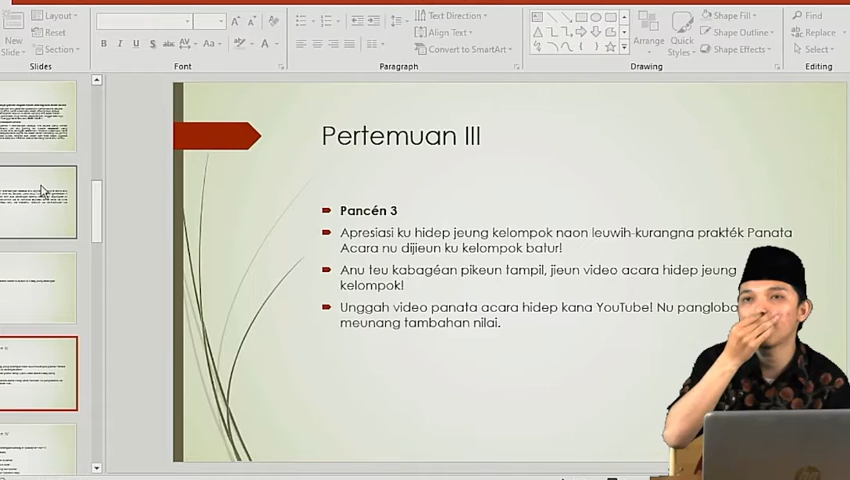 Layout
Text Direction
Shape Fill
Find
Reset
Align Text
Shape Outline
Replace
New
Slide
Section
B I U S abc AV Aa A
Convert to SmartArt
Arrange
Quick
Styles
Shape Effects
Select
Slides
Font
Paragraph
Drawing
Editing
Pertemuan III
Pancén 3
Apresiasi ku hidep jeung kelompok naon leuwih-kurangna prakték Panata
Acara nu dijieun ku kelompok batur!
Anu teu kabagéan pikeun tampil, jieun video acara hidep jeung
kelompok!
Unggah video panata acara hidep kana YouTube! Nu
meunang tambahan nilai.